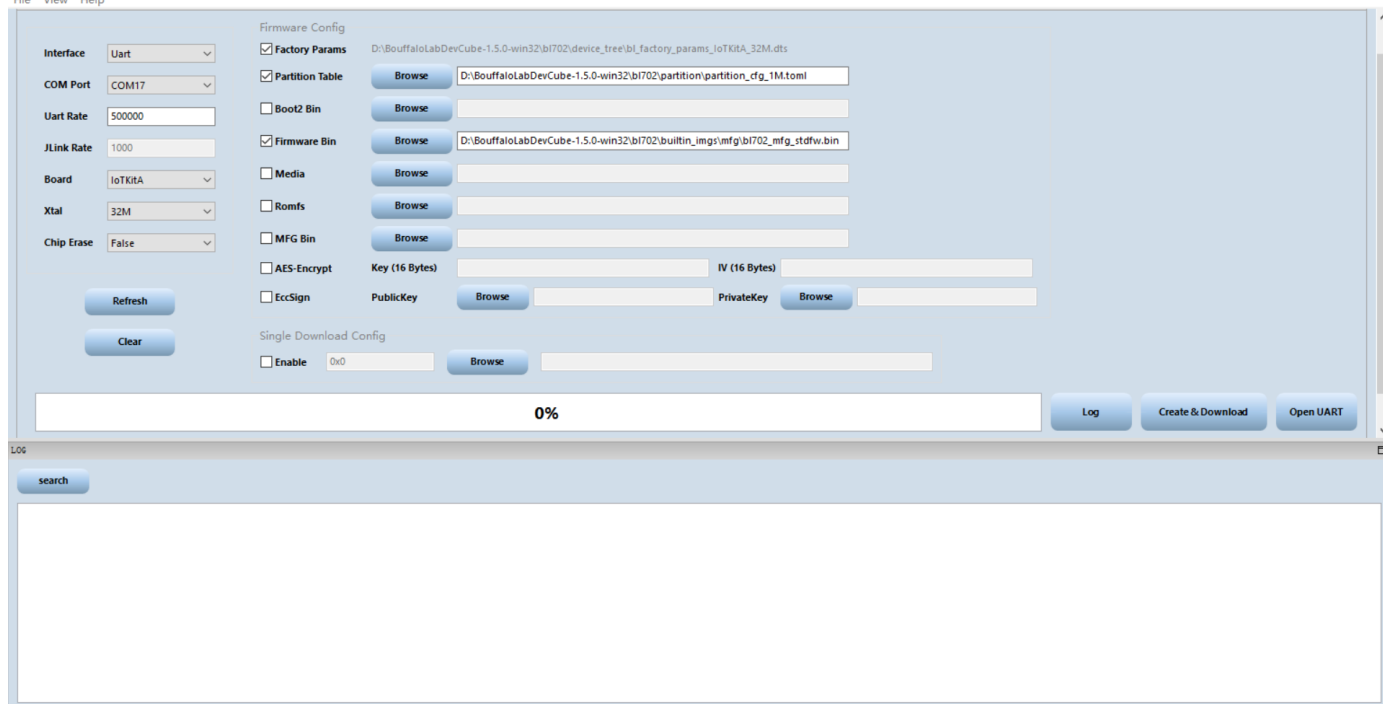 File View Help
Firmware Config
Interface Uart
Factory Params D:\BouffaloLabDevCube-1.5.0-win32\bl702\device_tree\bl_factory_params_IoTKitA_32M.dts
COM Port COM17
Partition Table Browse D:\BouffaloLabDevCube-1.5.0-win32\bl702\partition\partition_cfg_1M.toml
Uart Rate 500000
Boot2 Bin Browse
JLink Rate 1000
Firmware Bin Browse D:\BouffaloLabDevCube-1.5.0-win32\bl702\builtin_imgs\mfg\bl702_mfg_stdfw.bin
Board IoTKitA
Media Browse
Xtal 32M
Romfs Browse
Chip Erase False
MFG Bin Browse
AES-Encrypt Key (16 Bytes) IV (16 Bytes)
Refresh
EccSign PublicKey Browse PrivateKey Browse
Clear
Single Download Config
Enable 0x0 Browse
0% Log Create & Download Open UART
LOG
search